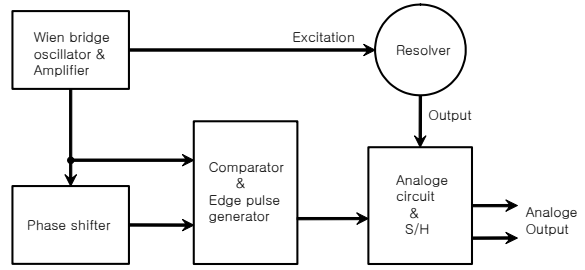 Wien bridge
oscillator &
Amplifier
Excitation
Resolver
Output
Comparator
&
Edge pulse
generator
Analoge
circuit
&
S/H
Phase shifter
Analoge
Output